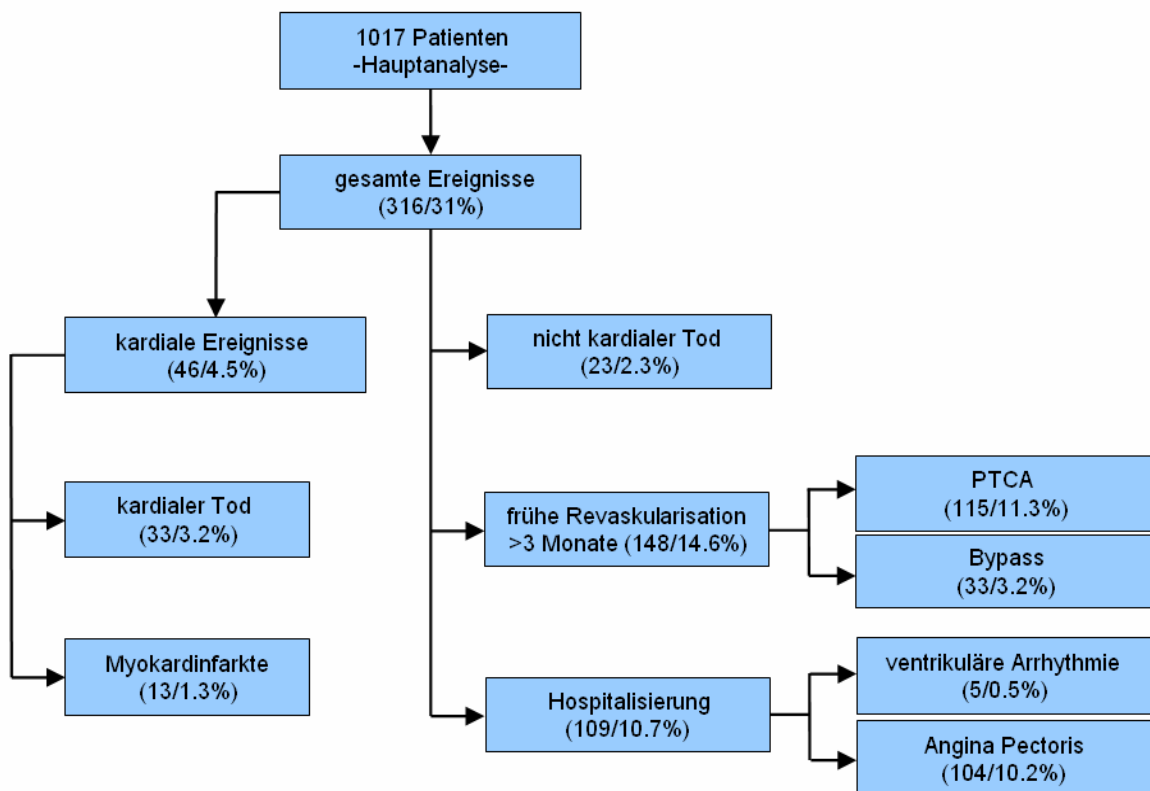 1017 Patienten
-Hauptanalyse-
gesamte Ereignisse
(316/31%)
kardiale Ereignisse
(46/4.5%)
nicht kardialer Tod
(23/2.3%)
kardialer Tod
(33/3.2%)
frühe Revaskularisation
>3 Monate (148/14.6%)
PTCA
(115/11.3%)
Bypass
(33/3.2%)
Myokardinfarkte
(13/1.3%)
Hospitalisierung
(109/10.7%)
ventrikuläre Arrhythmie
(5/0.5%)
Angina Pectoris
(104/10.2%)